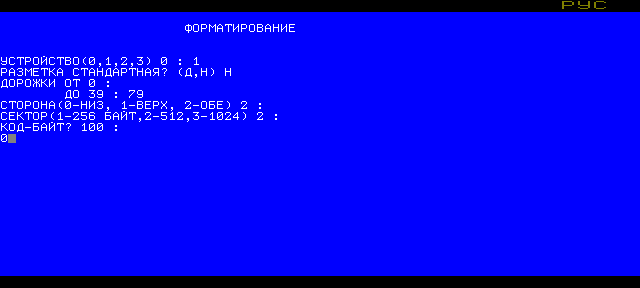 РУС
ФОРМАТИРОВАНИЕ
УСТРОЙСТВО(0,1,2,3) 0 : 1
РАЗМЕТКА СТАНДАРТНАЯ? (Д,Н) Н
ДОРОЖКИ ОТ 0 :
ДО 39 : 79
СТОРОНА(0-НИЗ, 1-ВЕРХ, 2-ОБЕ) 2 :
СЕКТОР(1-256 БАЙТ,2-512,3-1024) 2 :
КОД-БАЙТ? 100 :
0